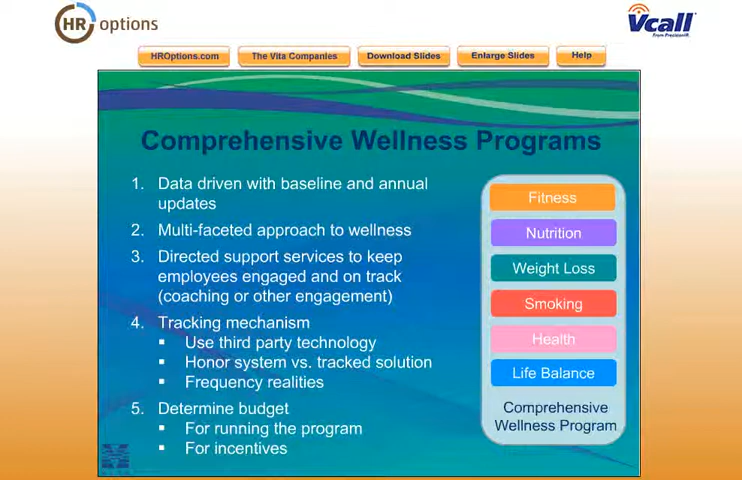 HR options
Vcall
From Precision IR
HROptions.com
The Vita Companies
Download Slides
Enlarge Slides
Help
Comprehensive Wellness Programs
1. Data driven with baseline and annual
updates
2. Multi-faceted approach to wellness
3. Directed support services to keep
employees engaged and on track
(coaching or other engagement)
4. Tracking mechanism
▪ Use third party technology
▪ Honor system vs. tracked solution
▪ Frequency realities
5. Determine budget
▪ For running the program
▪ For incentives
Fitness
Nutrition
Weight Loss
Smoking
Health
Life Balance
Comprehensive
Wellness Program